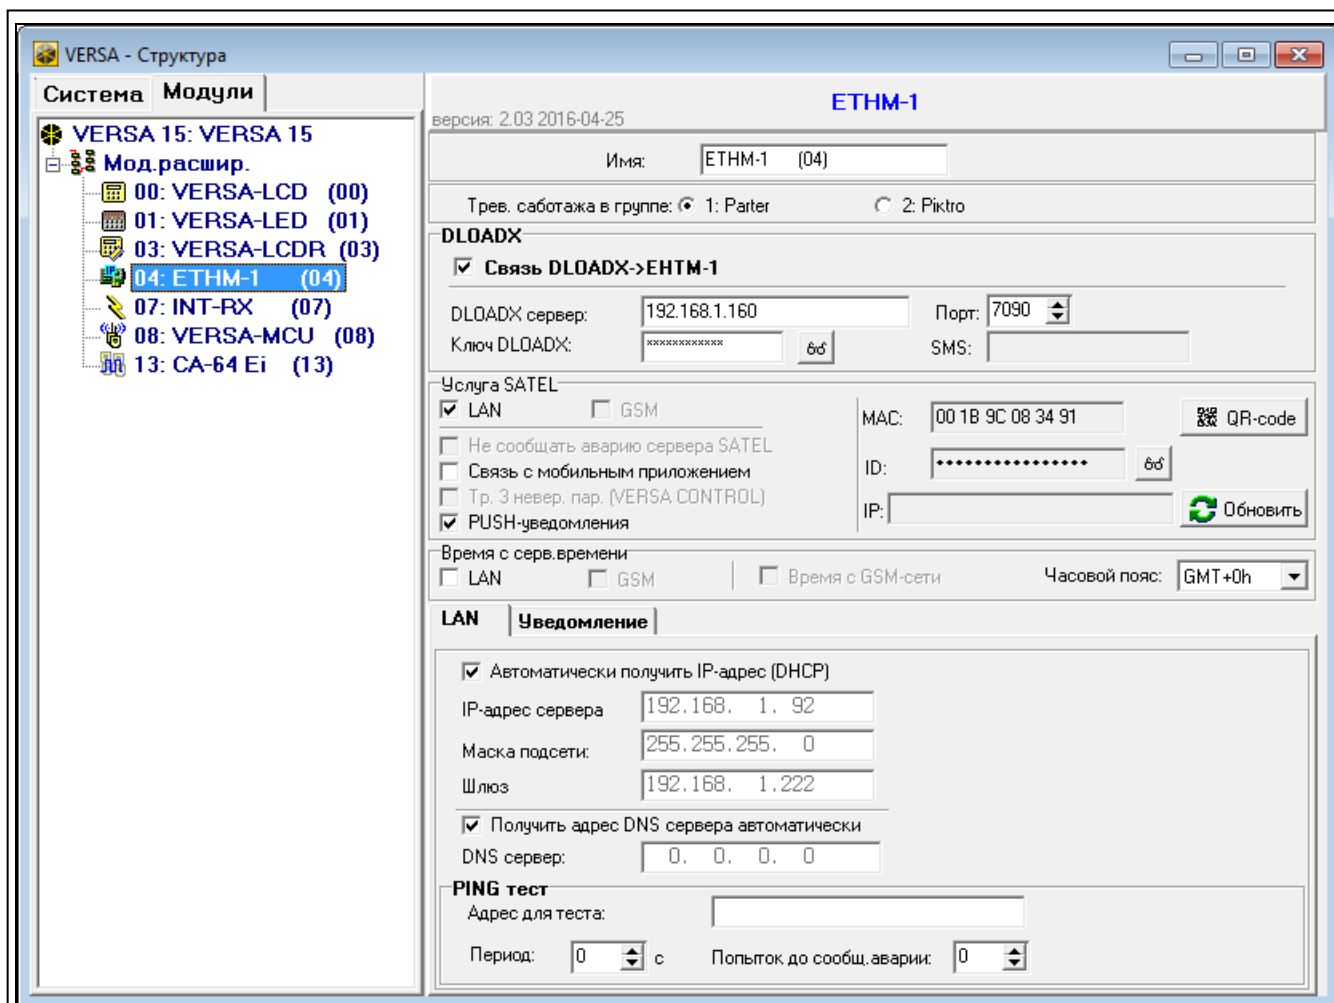 VERSA - Структура
Система Модули
VERSA 15: VERSA 15
Мод.расшир.
00: VERSA-LCD (00)
01: VERSA-LED (01)
03: VERSA-LCDR (03)
04: ETHM-1 (04)
07: INT-RX (07)
08: VERSA-MCU (08)
13: CA-64 Ei (13)
ETHM-1
версия: 2.03 2016-04-25
Имя: ETHM-1 (04)
Трев. саботажа в группе: 1: Parter 2: Piktro
DLOADX
Связь DLOADX->EHTM-1
DLOADX сервер: 192.168.1.160 Порт: 7090
Ключ DLOADX: xxxxxxxxxxxx SMS:
Услуга SATEL
LAN GSM
MAC: 00 1B 9C 08 34 91 QR-code
Не сообщать аварию сервера SATEL
Связь с мобильным приложением
ID: ••••••••••••••••
Тр. 3 невер. пар. (VERSA CONTROL)
PUSH-уведомления
IP: Обновить
Время с серв.времени
LAN GSM Время с GSM-сети Часовой пояс: GMT+0h
LAN Уведомление
Автоматически получить IP-адрес (DHCP)
IP-адрес сервера 192.168. 1. 92
Маска подсети: 255.255.255. 0
Шлюз 192.168. 1.222
Получить адрес DNS сервера автоматически
DNS сервер: 0. 0. 0. 0
PING тест
Адрес для теста:
Период: 0 с Попыток до сообщ.аварии: 0